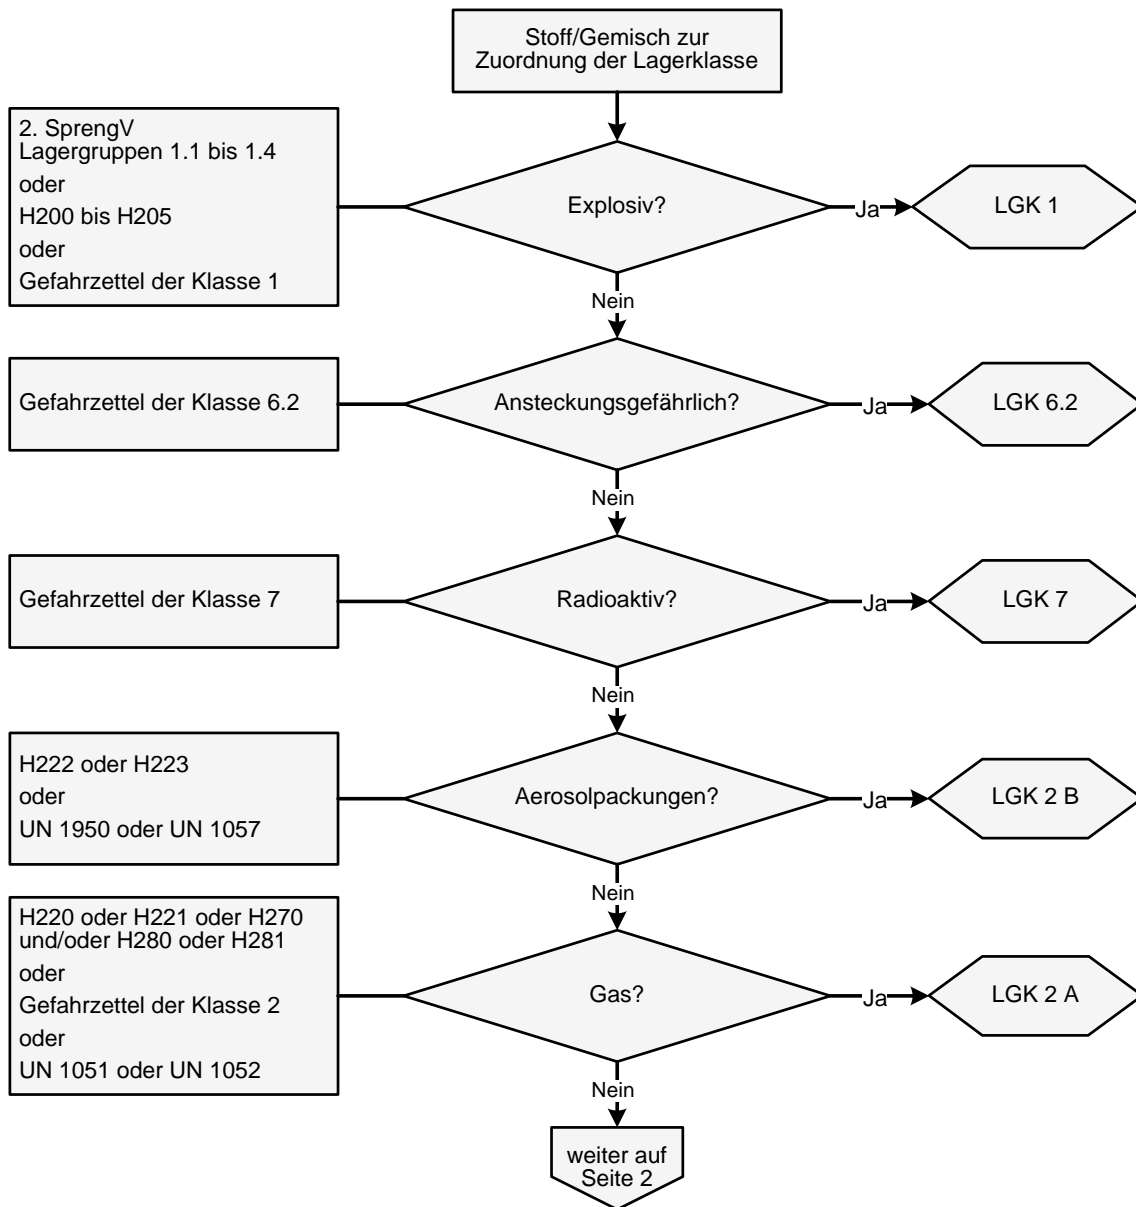 Stoff/Gemisch zur
Zuordnung der Lagerklasse
2. SprengV
Lagergruppen 1.1 bis 1.4
oder
H200 bis H205
oder
Gefahrzettel der Klasse 1
Explosiv?
Ja
LGK 1
Nein
Gefahrzettel der Klasse 6.2
Ansteckungsgefährlich?
Ja
LGK 6.2
Nein
Gefahrzettel der Klasse 7
Radioaktiv?
Ja
LGK 7
Nein
H222 oder H223
oder
UN 1950 oder UN 1057
Aerosolpackungen?
Ja
LGK 2 B
Nein
H220 oder H221 oder H270
und/oder H280 oder H281
oder
Gefahrzettel der Klasse 2
oder
UN 1051 oder UN 1052
Gas?
Ja
LGK 2 A
Nein
weiter auf
Seite 2